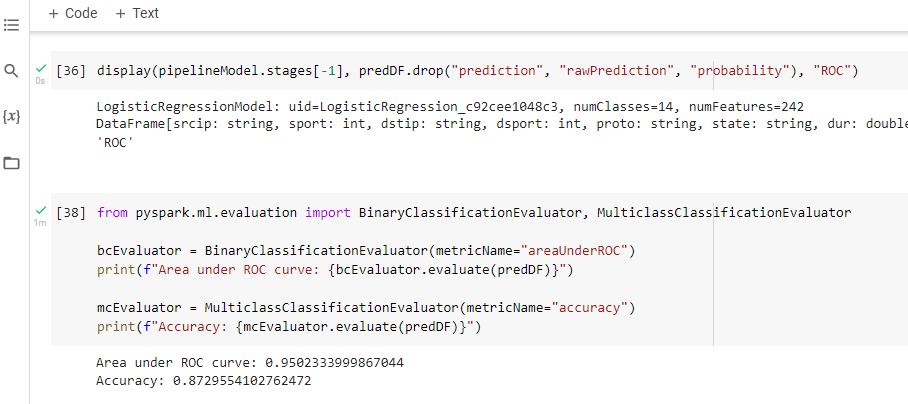 + Code + Text
[36] display(pipelineModel.stages[-1], predDF.drop("prediction", "rawPrediction", "probability"), "ROC")
0s
LogisticRegressionModel: uid=LogisticRegression_c92cee1048c3, numClasses=14, numFeatures=242
DataFrame[srcip: string, sport: int, dstip: string, dsport: int, proto: string, state: string, dur: double
'ROC'
{x}
[38] from pyspark.ml.evaluation import BinaryClassificationEvaluator, MulticlassClassificationEvaluator
1m
bcEvaluator = BinaryClassificationEvaluator(metricName="areaUnderROC")
print(f"Area under ROC curve: {bcEvaluator.evaluate(predDF)}")
mcEvaluator = MulticlassClassificationEvaluator(metricName="accuracy")
print(f"Accuracy: {mcEvaluator.evaluate(predDF)}")
Area under ROC curve: 0.9502333999867044
Accuracy: 0.8729554102762472